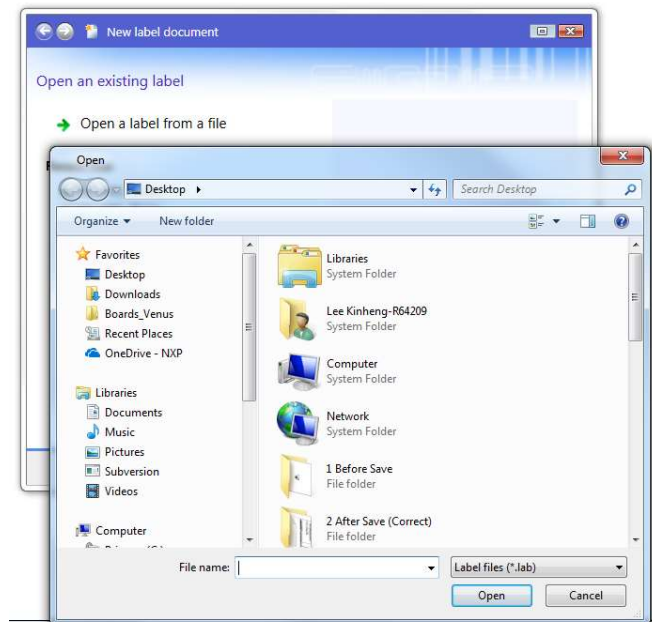 New label document
Open an existing label
Open a label from a file
Open
Desktop
Search Desktop
Organize
New folder
Favorites
Desktop
Downloads
Boards_Venus
Recent Places
OneDrive - NXP
Libraries
Documents
Music
Pictures
Subversion
Videos
Computer
Libraries
System Folder
Lee Kinheng-R64209
System Folder
Computer
System Folder
Network
System Folder
1 Before Save
File folder
2 After Save (Correct)
File folder
File name:
Label files (*.lab)
Open
Cancel